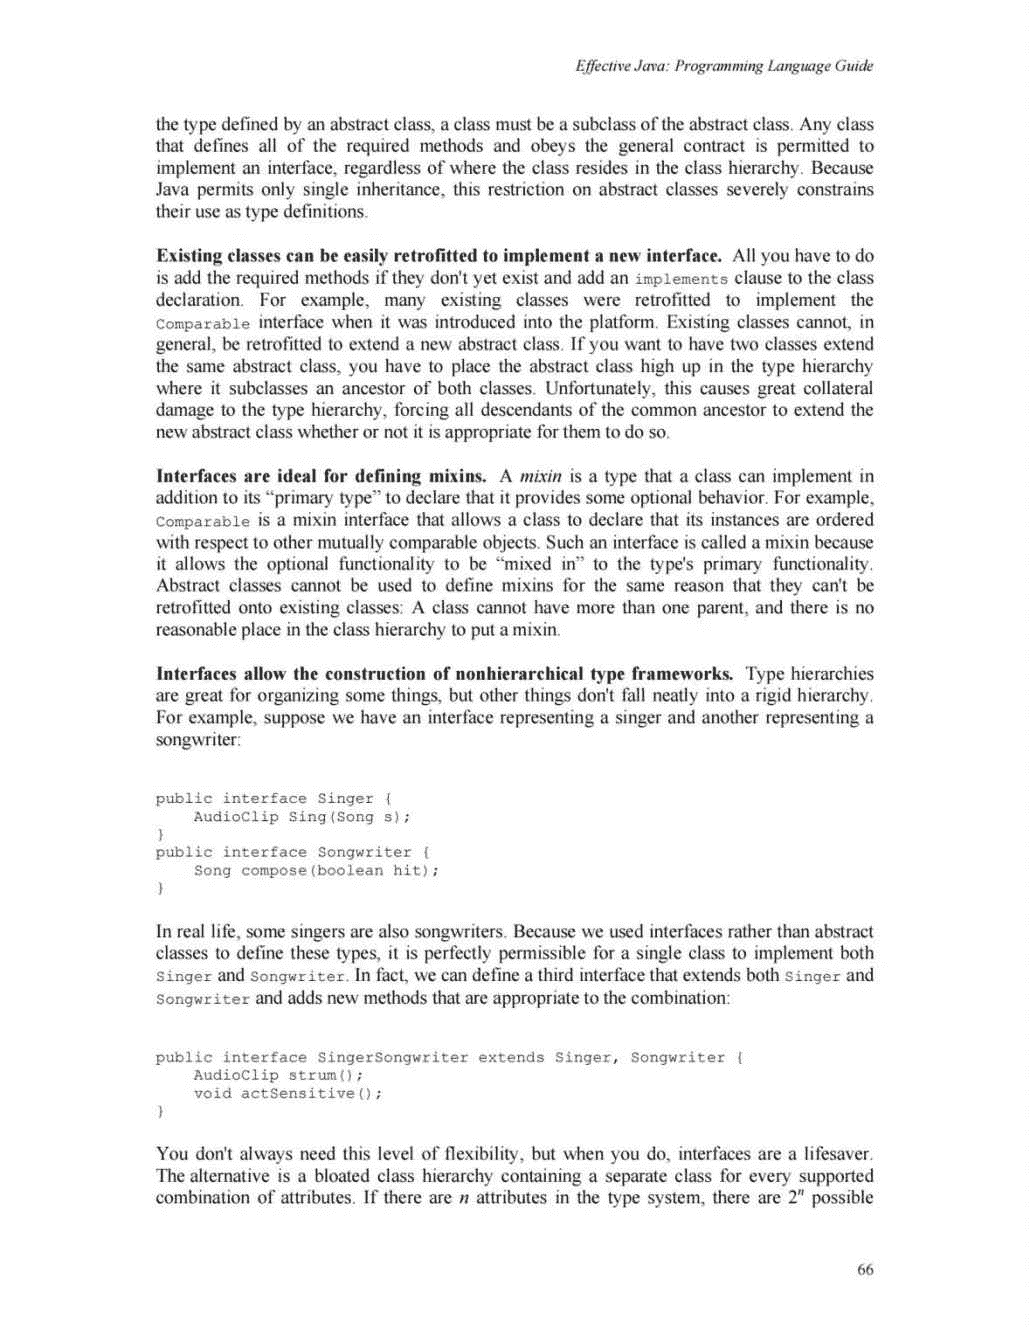 Effective Java: Programming Language Guide
the type defined by an abstract class, a class must be a subclass of the abstract class. Any class
that defines all of the required methods and obeys the general contract is permitted to
implement an interface, regardless of where the class resides in the class hierarchy. Because
Java permits only single inheritance, this restriction on abstract classes severely constrains
their use as type definitions.
Existing classes can be easily retrofitted to implement a new interface. All you have to do
is add the required methods if they don't yet exist and add an implements clause to the class
declaration. For example, many existing classes were retrofitted to implement the
Comparable interface when it was introduced into the platform. Existing classes cannot, in
general, be retrofitted to extend a new abstract class. If you want to have two classes extend
the same abstract class, you have to place the abstract class high up in the type hierarchy
where it subclasses an ancestor of both classes. Unfortunately, this causes great collateral
damage to the type hierarchy, forcing all descendants of the common ancestor to extend the
new abstract class whether or not it is appropriate for them to do so.
Interfaces are ideal for defining mixins. A mixin is a type that a class can implement in
addition to its “primary type” to declare that it provides some optional behavior. For example,
Comparable is a mixin interface that allows a class to declare that its instances are ordered
with respect to other mutually comparable objects. Such an interface is called a mixin because
it allows the optional functionality to be “mixed in” to the type's primary functionality.
Abstract classes cannot be used to define mixins for the same reason that they can't be
retrofitted onto existing classes: A class cannot have more than one parent, and there is no
reasonable place in the class hierarchy to put a mixin.
Interfaces allow the construction of nonhierarchical type frameworks. Type hierarchies
are great for organizing some things, but other things don't fall neatly into a rigid hierarchy.
For example, suppose we have an interface representing a singer and another representing a
songwriter:
public interface Singer {
AudioClip Sing(Song s);
}
public interface Songwriter {
Song compose(boolean hit);
}
In real life, some singers are also songwriters. Because we used interfaces rather than abstract
classes to define these types, it is perfectly permissible for a single class to implement both
Singer and Songwriter. In fact, we can define a third interface that extends both Singer and
Songwriter and adds new methods that are appropriate to the combination:
public interface SingerSongwriter extends Singer, Songwriter {
AudioClip strum();
void actSensitive();
}
You don't always need this level of flexibility, but when you do, interfaces are a lifesaver.
The alternative is a bloated class hierarchy containing a separate class for every supported
combination of attributes. If there are n attributes in the type system, there are 2ⁿ possible
66